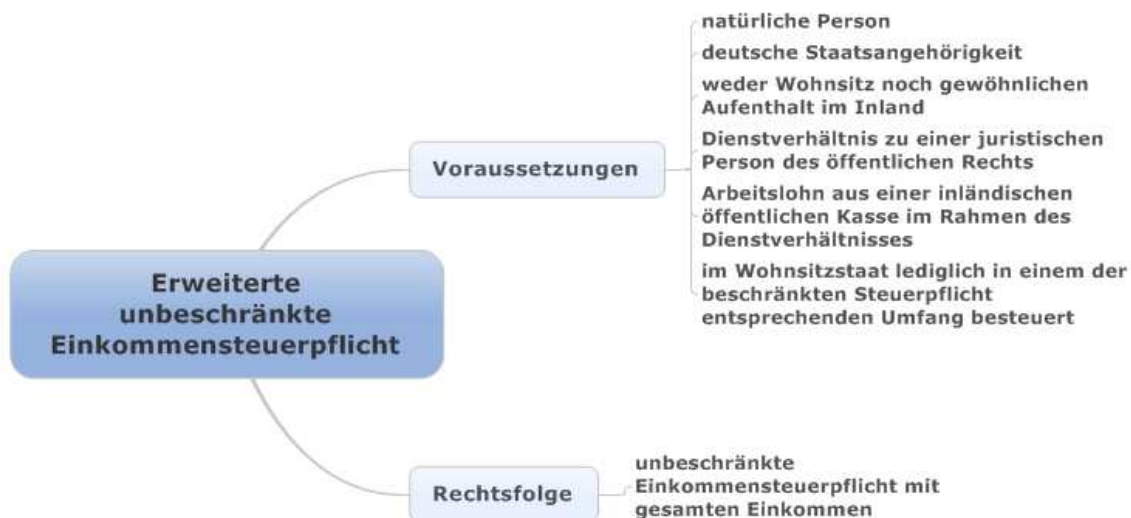 Erweiterte
unbeschränkte
Einkommensteuerpflicht
Voraussetzungen
natürliche Person
deutsche Staatsangehörigkeit
weder Wohnsitz noch gewöhnlichen
Aufenthalt im Inland
Dienstverhältnis zu einer juristischen
Person des öffentlichen Rechts
Arbeitslohn aus einer inländischen
öffentlichen Kasse im Rahmen des
Dienstverhältnisses
im Wohnsitzstaat lediglich in einem der
beschränkten Steuerpflicht
entsprechenden Umfang besteuert
Rechtsfolge
unbeschränkte
Einkommensteuerpflicht mit
gesamten Einkommen